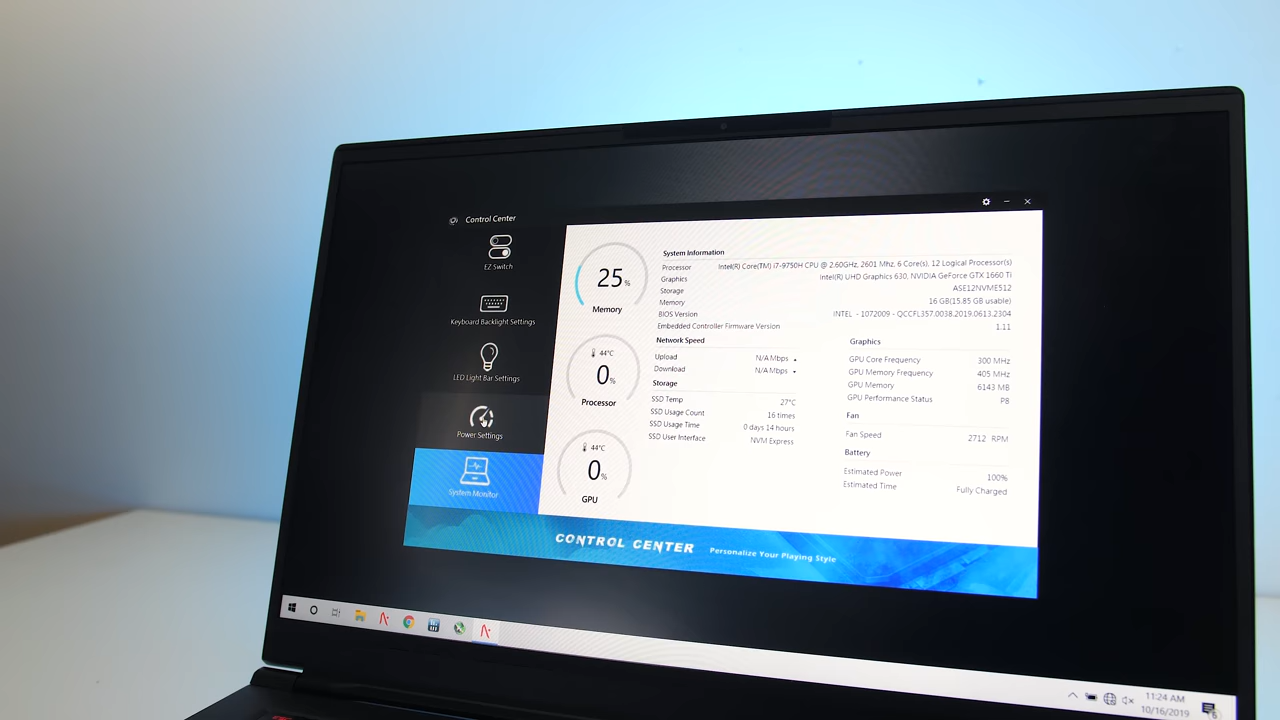 Control Center
EZ Switch
Keyboard Backlight Settings
LED Light Bar Settings
Power Settings
System Monitor
25%
Memory
44°C
0%
Processor
44°C
0%
GPU
System Information
Processor Intel(R) Core(TM) i7-9750H CPU @ 2.60GHz, 2601 Mhz, 6 Core(s), 12 Logical Processor(s)
Graphics Intel(R) UHD Graphics 630, NVIDIA GeForce GTX 1660 Ti
Storage ASE12NVME512
Memory 16 GB(15.85 GB usable)
BIOS Version INTEL - 1072009 - QCCFL357.0038.2019.0613.2304
Embedded Controller Firmware Version 1.11
Network Speed
Upload N/A Mbps
Download N/A Mbps
Storage
SSD Temp 27°C
SSD Usage Count 16 times
SSD Usage Time 0 days 14 hours
SSD User Interface NVM Express
Graphics
GPU Core Frequency 300 MHz
GPU Memory Frequency 405 MHz
GPU Memory 6143 MB
GPU Performance Status P8
Fan
Fan Speed 2712 RPM
Battery
Estimated Power 100%
Estimated Time Fully Charged
CONTROL CENTER Personalize Your Playing Style
11:24 AM
10/16/2019